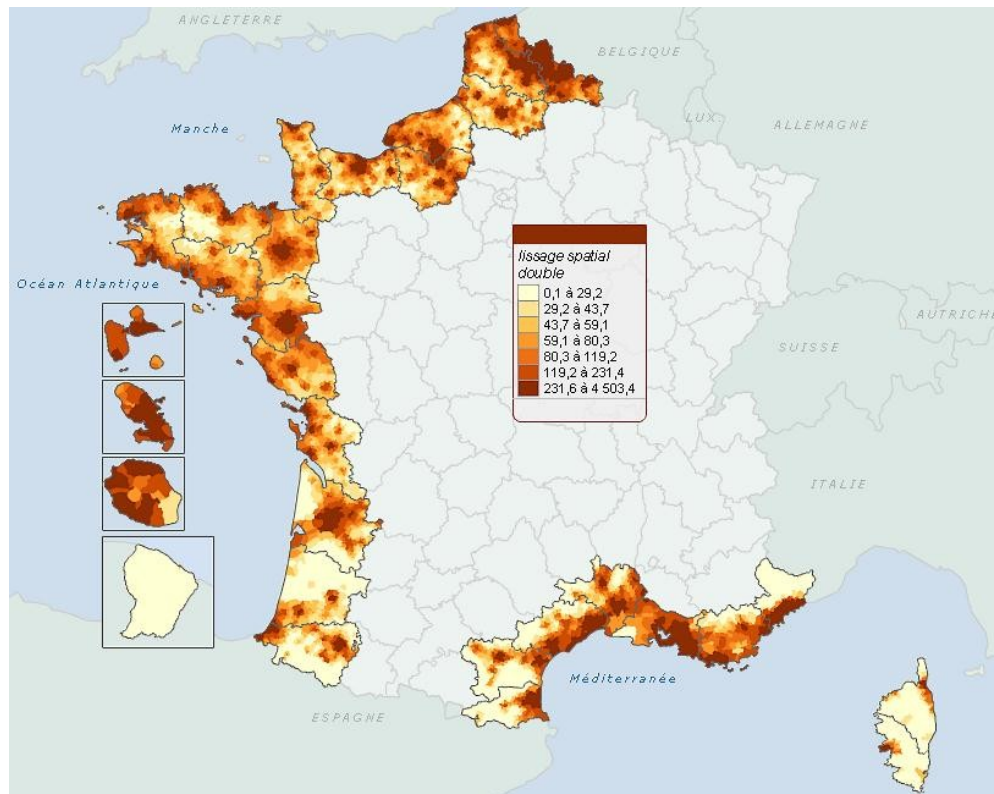 ANGLETERRE
BELGIQUE
LUX.
ALLEMAGNE
Manche
Océan Atlantique
lissage spatial
double
0,1 à 29,2
29,2 à 43,7
43,7 à 59,1
59,1 à 80,3
80,3 à 119,2
119,2 à 231,4
231,6 à 4 503,4
AUTRICHE
SUISSE
ITALIE
Méditerranée
ESPAGNE